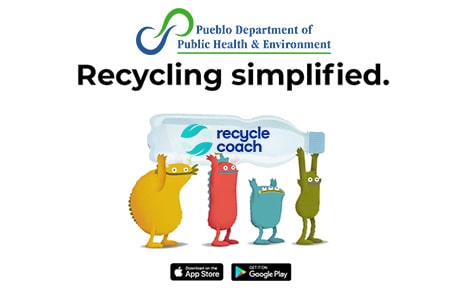 Pueblo Department of
Public Health & Environment
Recycling simplified.
recycle
coach
Download on the
App Store
GET IT ON
Google Play